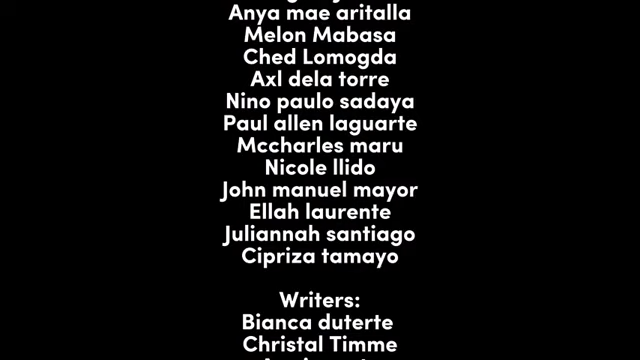 Anya mae aritalla
Melon Mabasa
Ched Lomogda
Axl dela torre
Nino paulo sadaya
Paul allen laguarte
Mccharles maru
Nicole llido
John manuel mayor
Ellah laurente
Juliannah santiago
Cipriza tamayo
Writers:
Bianca duterte
Christal Timme